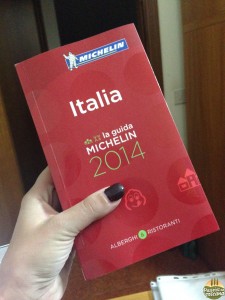 MICHELIN
Italia
la guida
MICHELIN
2014
ALBERGHI & RISTORANTI